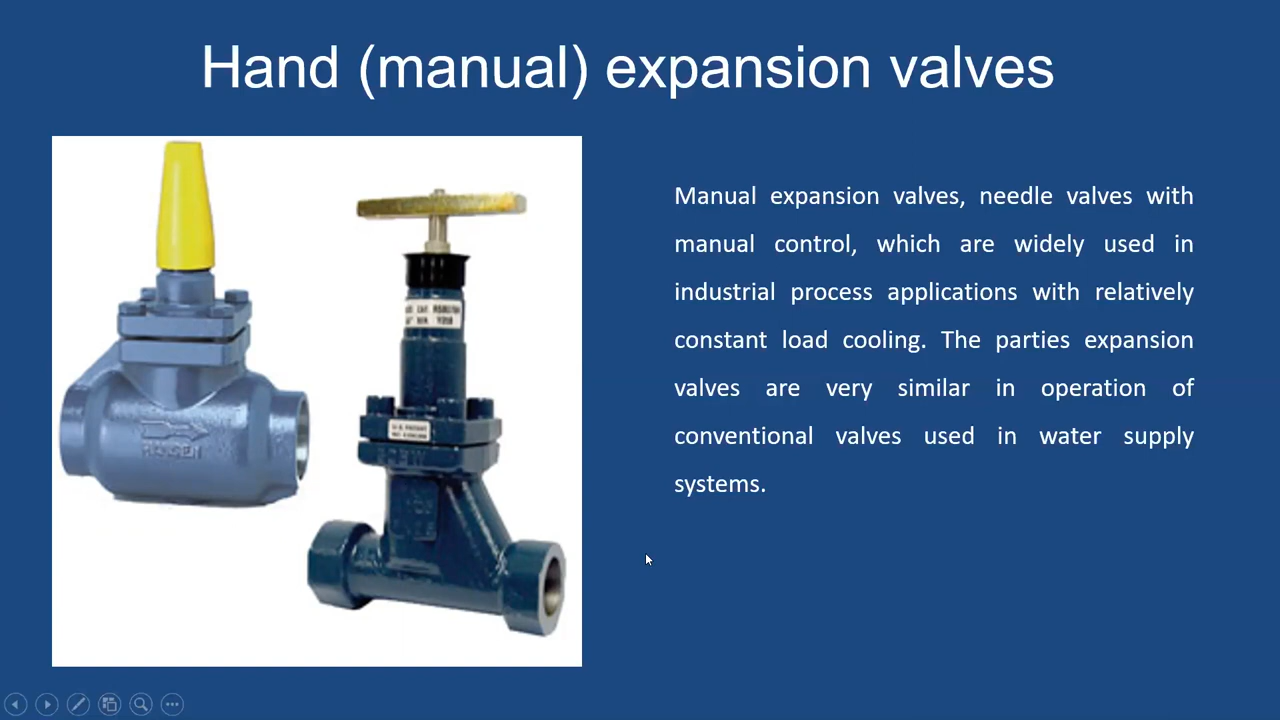 Hand (manual) expansion valves
Manual expansion valves, needle valves with
manual control, which are widely used in
industrial process applications with relatively
constant load cooling. The parties expansion
valves are very similar in operation of
conventional valves used in water supply
systems.
HANSEN